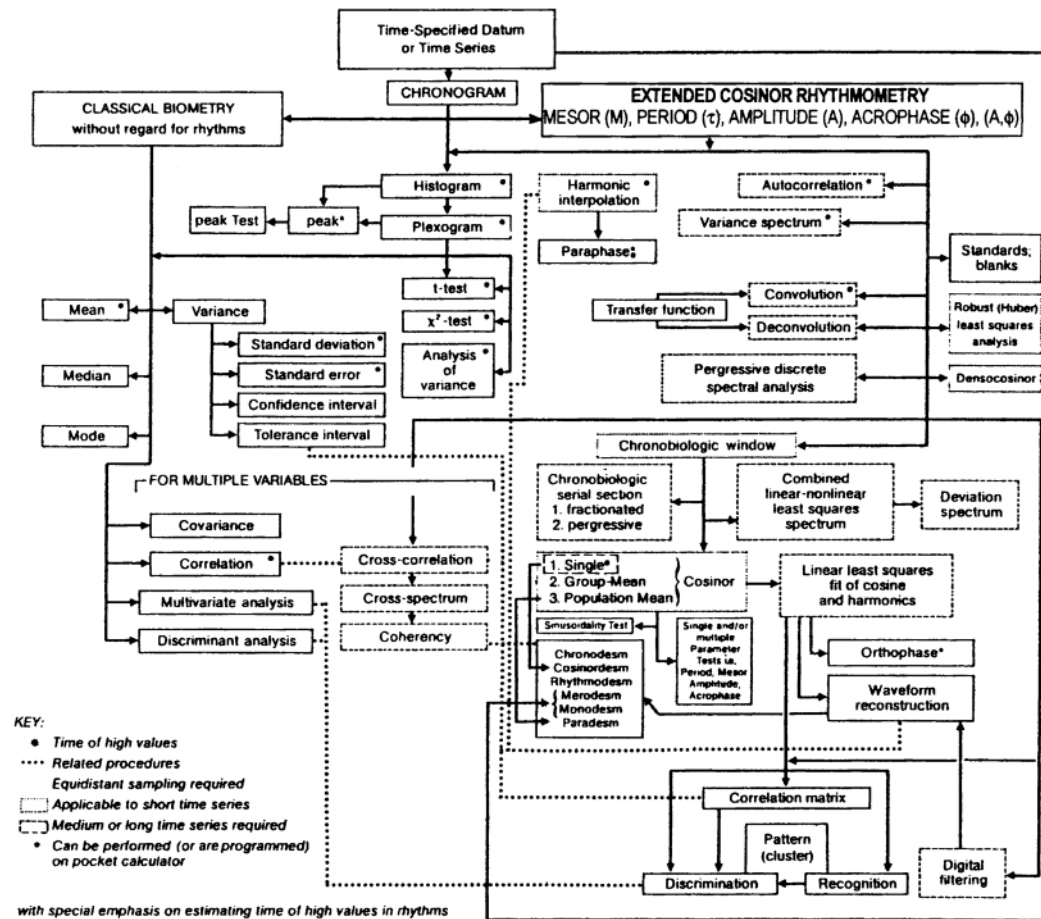 Time-Specified Datum
or Time Series
CHRONOGRAM
CLASSICAL BIOMETRY
without regard for rhythms
EXTENDED COSINOR RHYTHMOMETRY
MESOR (M), PERIOD (τ), AMPLITUDE (A), ACROPHASE (ϕ), (A,ϕ)
Histogram *
peak Test
peak*
Plexogram *
Harmonic *
interpolation
Paraphase:
Autocorrelation *
Variance spectrum *
Standards;
blanks
t-test *
χ²-test *
Analysis *
of
variance
Transfer function
Convolution *
Deconvolution
Robust (Huber)
least squares
analysis
Pergressive discrete
spectral analysis
Densocosinor
Mean *
Variance
Standard deviation *
Standard error *
Confidence interval
Tolerance interval
Median
Mode
Chronobiologic window
Chronobiologic
serial section
1. fractionated
2. pergressive
Combined
linear-nonlinear
least squares
spectrum
Deviation
spectrum
FOR MULTIPLE VARIABLES
Covariance
Correlation *
Multivariate analysis
Discriminant analysis
Cross-correlation
Cross-spectrum
Coherency
1. Single*
2. Group-Mean
3. Population Mean
Cosinor
Linear least squares
fit of cosine
and harmonics
Sinusordality Test
Single and/or
multiple
Parameter
Tests i.e,
Period, Mesor
Amplitude,
Acrophase
Chronodesm
Cosinordesm
Rhythmodesm
Merodesm
Monodesm
Paradesm
Orthophase*
Waveform
reconstruction
Correlation matrix
Pattern
(cluster)
Discrimination
Recognition
Digital
filtering
KEY:
• Time of high values
Related procedures
Equidistant sampling required
Applicable to short time series
Medium or long time series required
* Can be performed (or are programmed)
on pocket calculator
with special emphasis on estimating time of high values in rhythms